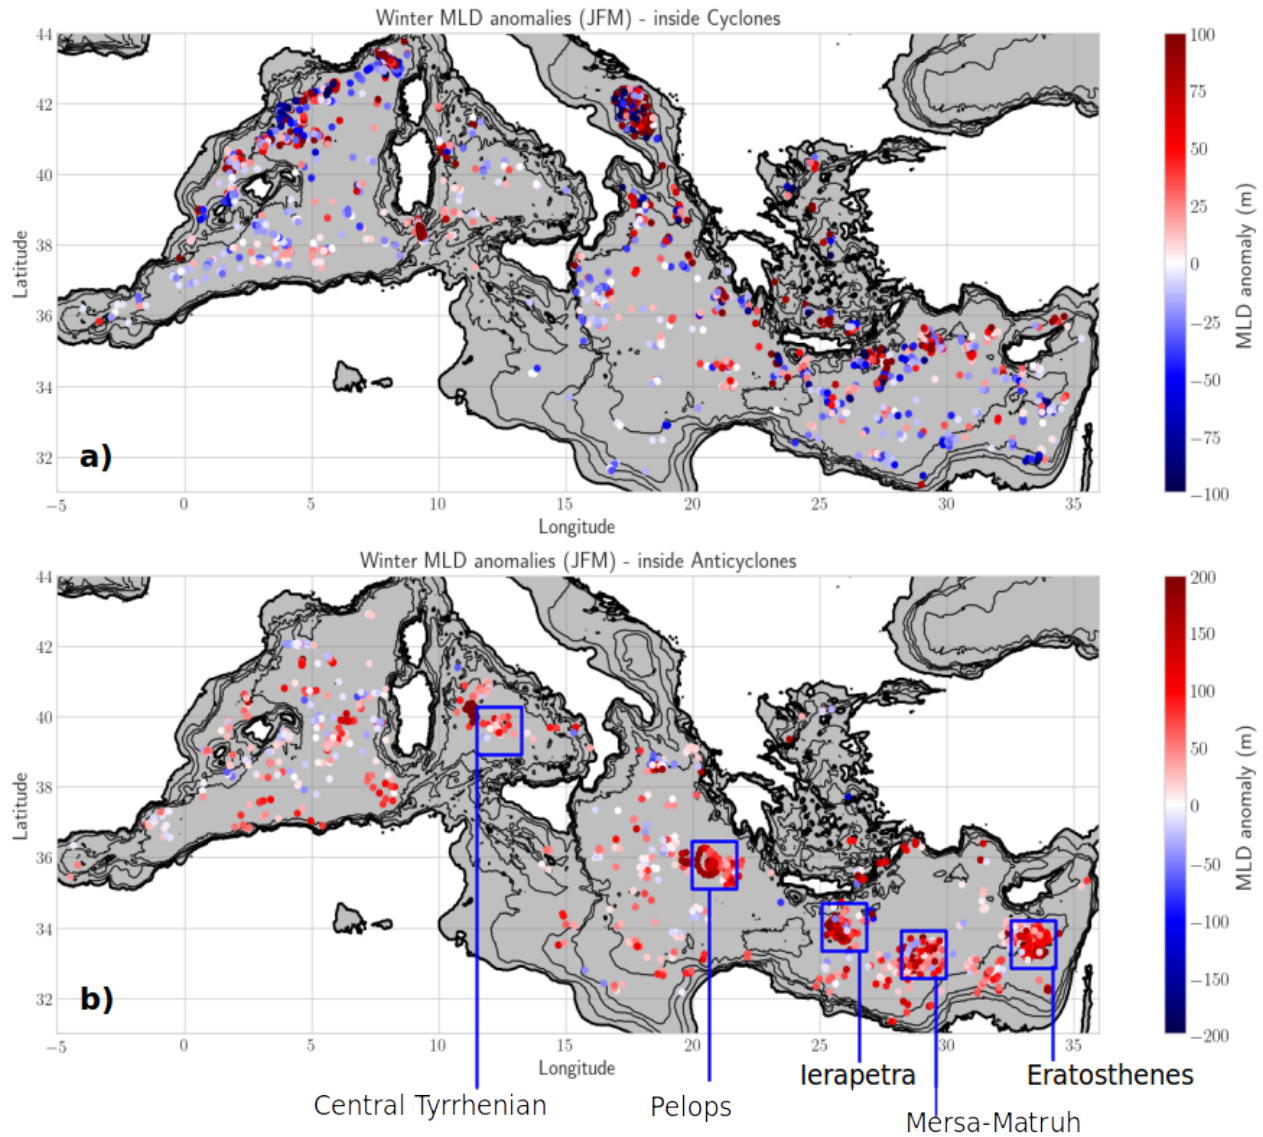 Winter MLD anomalies (JFM) - inside Cyclones
44
42
40
38
36
34
32
Latitude
a)
−5 0 5 10 15 20 25 30 35
Longitude
100
75
50
25
0
−25
−50
−75
−100
MLD anomaly (m)
Winter MLD anomalies (JFM) - inside Anticyclones
44
42
40
38
36
34
32
Latitude
b)
−5 0 5 10 15 20 25 30 35
Longitude
200
150
100
50
0
−50
−100
−150
−200
MLD anomaly (m)
Ierapetra
Eratosthenes
Central Tyrrhenian
Pelops
Mersa-Matruh